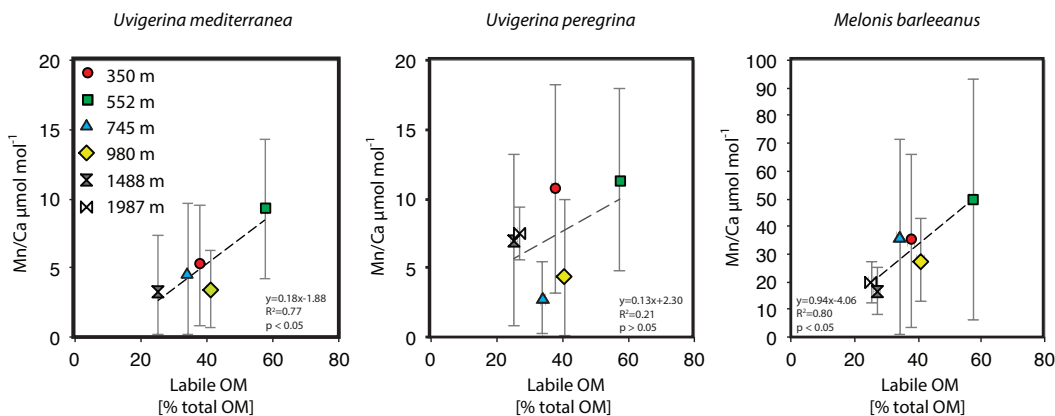 Uvigerina mediterranea
Uvigerina peregrina
Melonis barleeanus
Mn/Ca µmol mol⁻¹
20
15
10
5
0
0 20 40 60 80
350 m
552 m
745 m
980 m
1488 m
1987 m
y=0.18x-1.88
R²=0.77
p < 0.05
Labile OM
[% total OM]
Mn/Ca µmol mol⁻¹
20
15
10
5
0
0 20 40 60 80
y=0.13x+2.30
R²=0.21
p > 0.05
Labile OM
[% total OM]
Mn/Ca µmol mol⁻¹
100
90
80
70
60
50
40
30
20
10
0
0 20 40 60 80
y=0.94x-4.06
R²=0.80
p < 0.05
Labile OM
[% total OM]